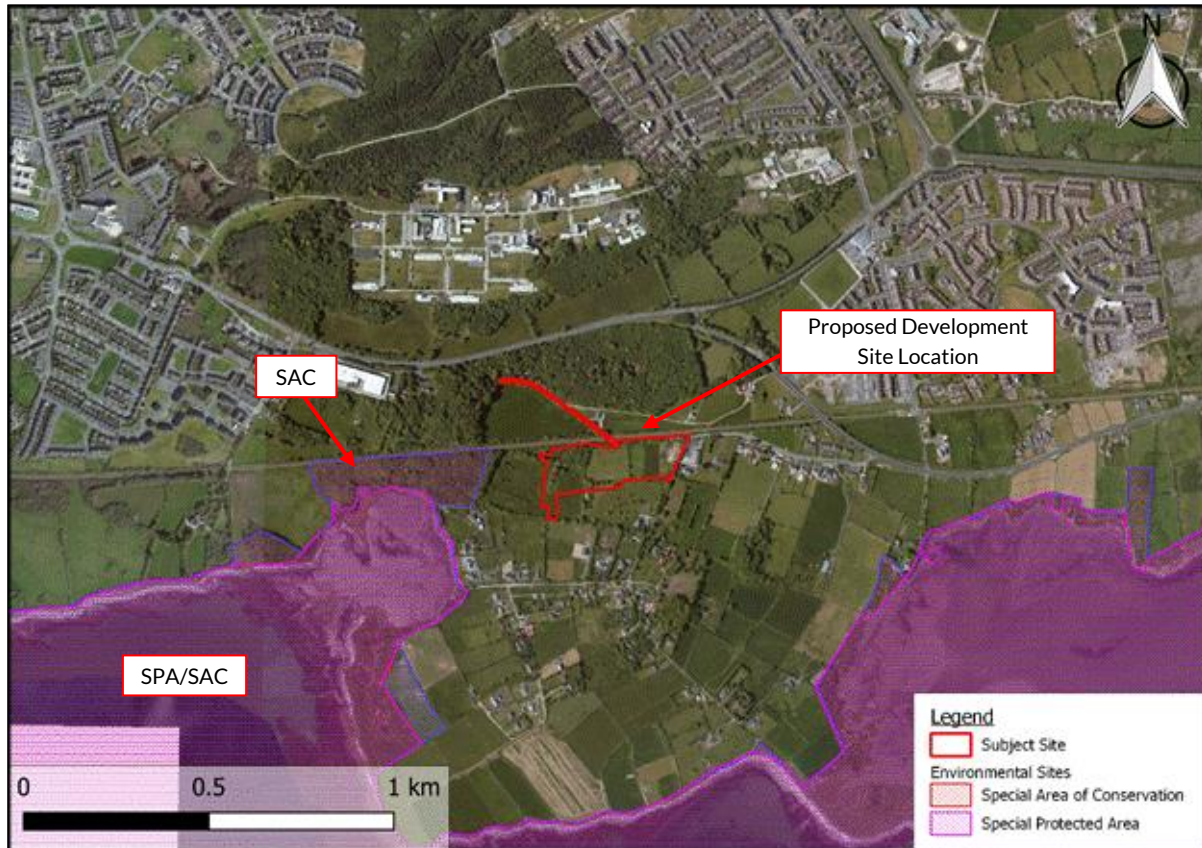 N
Proposed Development
Site Location
SAC
SPA/SAC
0 0.5 1 km
Legend
Subject Site
Environmental Sites
Special Area of Conservation
Special Protected Area